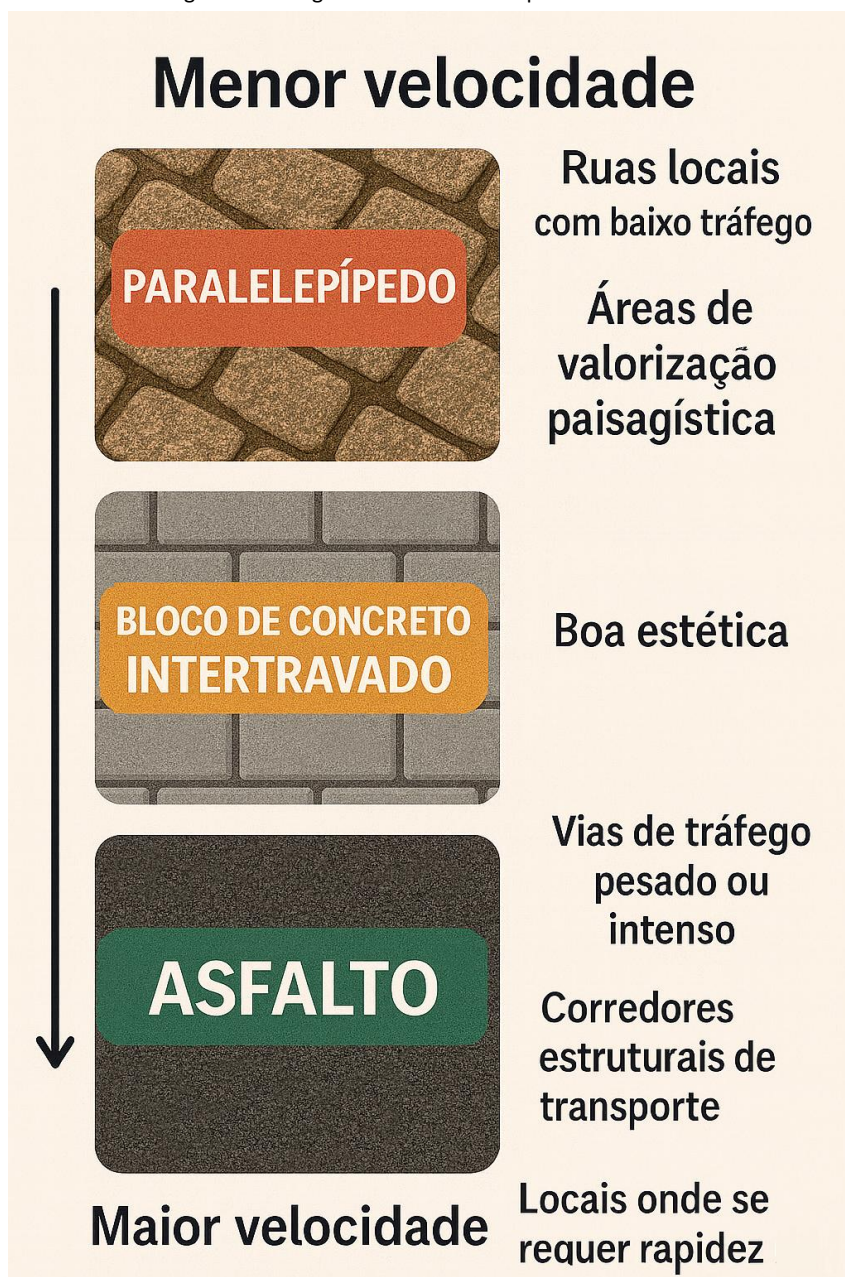 Menor velocidade
PARALELEPÍPEDO
Ruas locais
com baixo tráfego
Áreas de
valorização
paisagística
BLOCO DE CONCRETO
INTERTRAVADO
Boa estética
ASFALTO
Vias de tráfego
pesado ou
intenso
Corredores
estruturais de
transporte
Maior velocidade
Locais onde se
requer rapidez